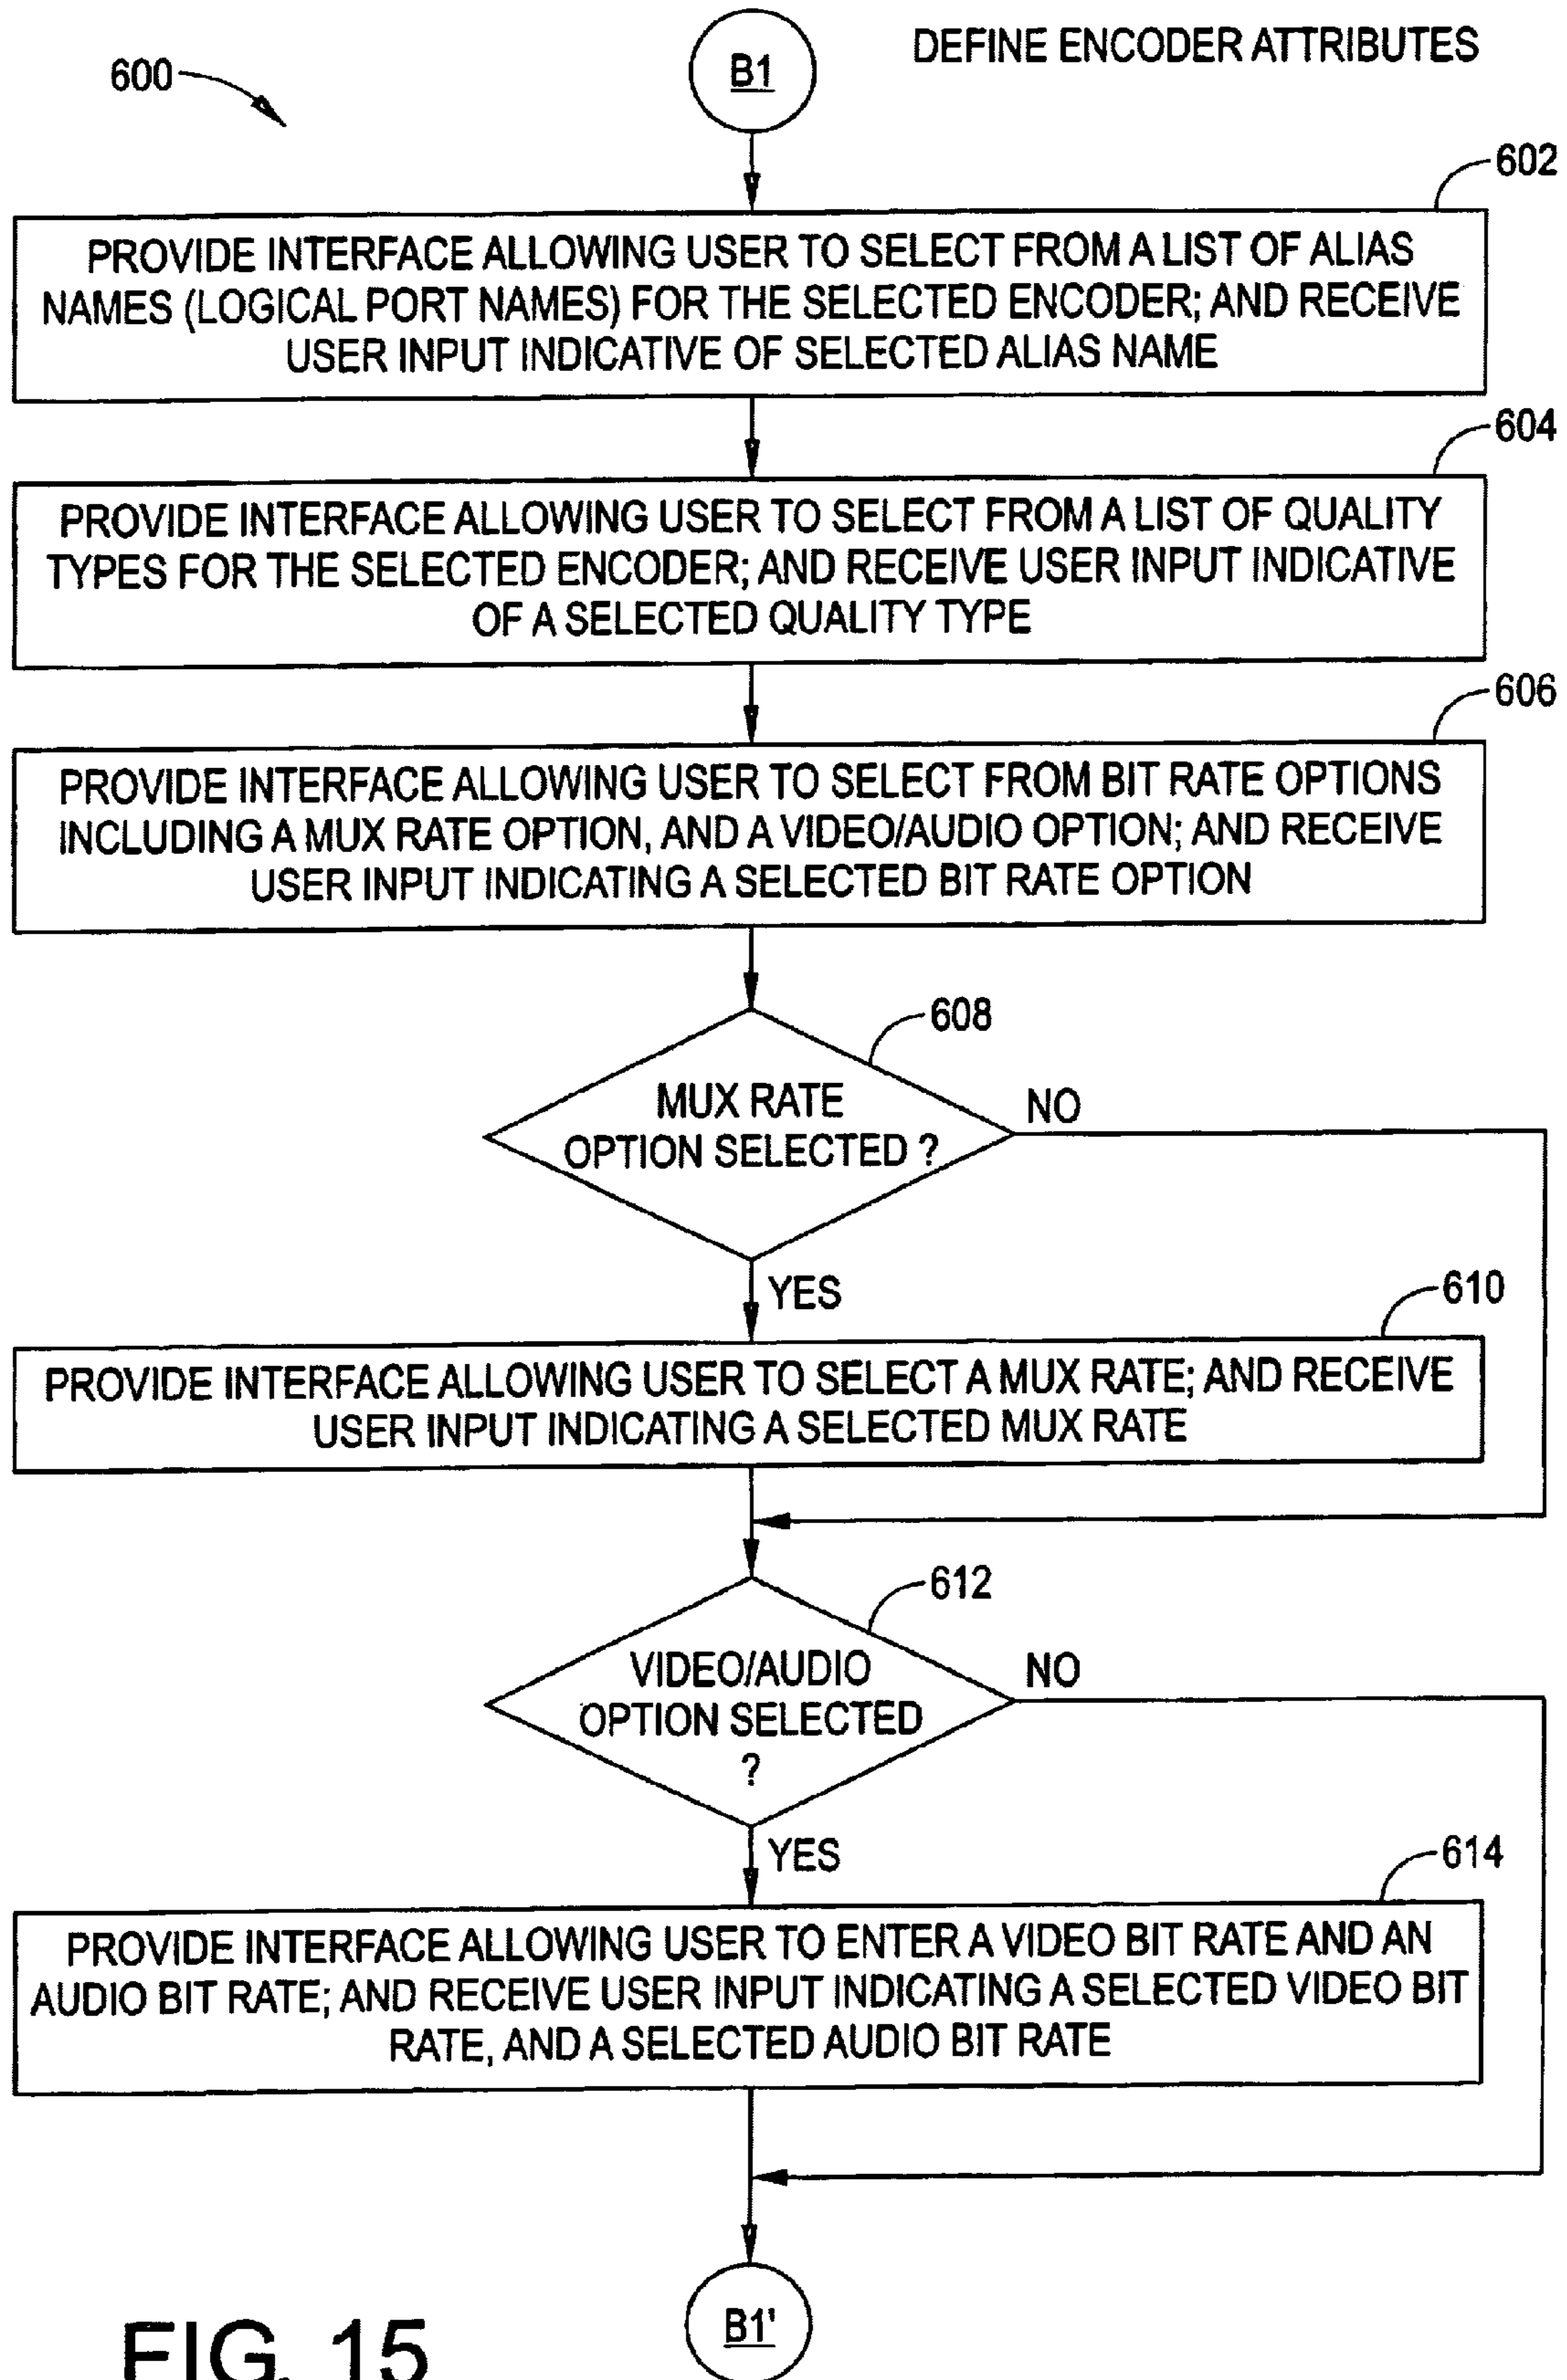 DEFINE ENCODER ATTRIBUTES
600
B1
602
PROVIDE INTERFACE ALLOWING USER TO SELECT FROM A LIST OF ALIAS
NAMES (LOGICAL PORT NAMES) FOR THE SELECTED ENCODER; AND RECEIVE
USER INPUT INDICATIVE OF SELECTED ALIAS NAME
604
PROVIDE INTERFACE ALLOWING USER TO SELECT FROM A LIST OF QUALITY
TYPES FOR THE SELECTED ENCODER; AND RECEIVE USER INPUT INDICATIVE
OF A SELECTED QUALITY TYPE
606
PROVIDE INTERFACE ALLOWING USER TO SELECT FROM BIT RATE OPTIONS
INCLUDING A MUX RATE OPTION, AND A VIDEO/AUDIO OPTION; AND RECEIVE
USER INPUT INDICATING A SELECTED BIT RATE OPTION
608
MUX RATE
OPTION SELECTED ?
NO
YES
610
PROVIDE INTERFACE ALLOWING USER TO SELECT A MUX RATE; AND RECEIVE
USER INPUT INDICATING A SELECTED MUX RATE
612
VIDEO/AUDIO
OPTION SELECTED
?
NO
YES
614
PROVIDE INTERFACE ALLOWING USER TO ENTER A VIDEO BIT RATE AND AN
AUDIO BIT RATE; AND RECEIVE USER INPUT INDICATING A SELECTED VIDEO BIT
RATE, AND A SELECTED AUDIO BIT RATE
B1'
FIG. 15